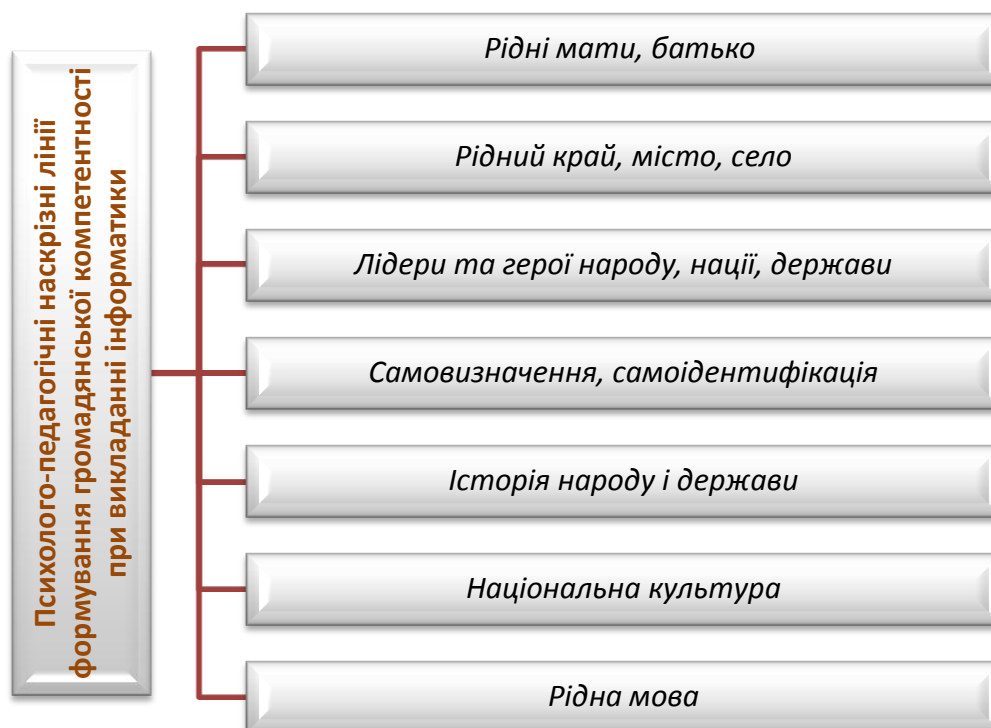 Психолого-педагогічні наскрізні лінії
формування громадянської компетентності
при викладанні інформатики
Рідні мати, батько
Рідний край, місто, село
Лідери та герої народу, нації, держави
Самовизначення, самоідентифікація
Історія народу і держави
Національна культура
Рідна мова